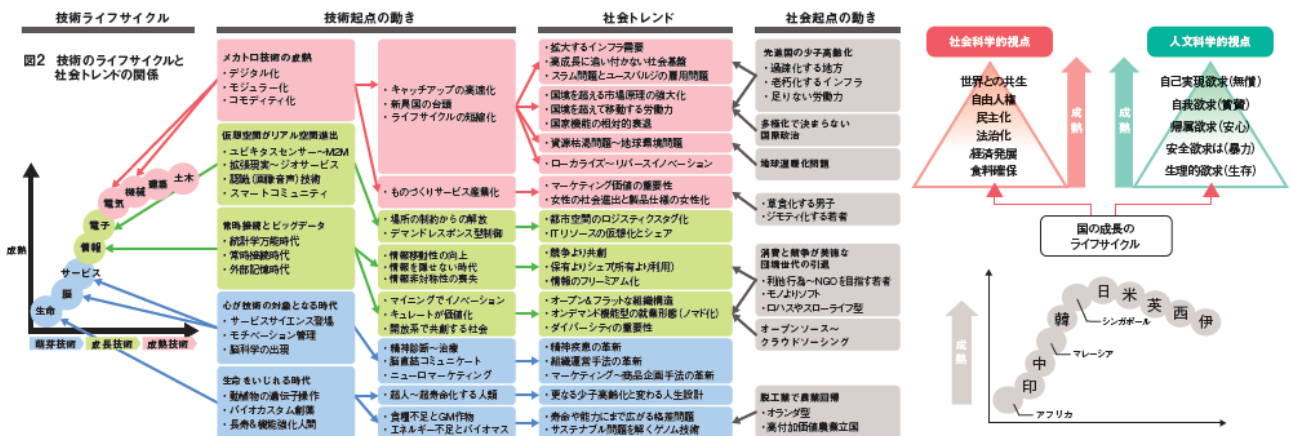 技術ライフサイクル
図2 技術のライフサイクルと
社会トレンドの関係
成熟
土木
建築
機械
電気
電子
情報
サービス
脳
生命
萌芽技術
成長技術
成熟技術
技術起点の動き
メカトロ技術の成熟
・デジタル化
・モジュラー化
・コモディティ化
仮想空間がリアル空間進出
・ユビキタスセンサー〜M2M
・拡張現実〜ジオサービス
・認識(画像音声)技術
・スマートコミュニティ
常時接続とビッグデータ
・統計学万能時代
・常時接続時代
・外部記憶時代
心が技術の対象となる時代
・サービスサイエンス登場
・モチベーション管理
・脳科学の出現
生命をいじれる時代
・動植物の遺伝子操作
・バイオカスタム創薬
・長寿&機能強化人間
・キャッチアップの高速化
・新興国の台頭
・ライフサイクルの短縮化
・ものづくりサービス産業化
・場所の制約からの解放
・デマンドレスポンス型制御
・情報移動性の向上
・情報を隠せない時代
・情報非対称性の喪失
・マイニングでイノベーション
・キュレートが価値化
・開放系で共創する社会
・精神診断〜治療
・脳直結コミュニケート
・ニューロマーケティング
・超人〜超寿命化する人類
・食糧不足とGM作物
・エネルギー不足とバイオマス
社会トレンド
・拡大するインフラ需要
・高成長に追い付かない社会基盤
・スラム問題とユースバルジの雇用問題
・国境を超える市場原理の強大化
・国境を超えて移動する労働力
・国家機能の相対的衰退
・資源枯渇問題〜地球環境問題
・ローカライズ〜リバースイノベーション
・マーケティング価値の重要性
・女性の社会進出と製品仕様の女性化
・都市空間のロジスティクスタグ化
・ITリソースの仮想化とシェア
・競争より共創
・保有よりシェア(所有より利用)
・情報のフリーミアム化
・オープン&フラットな組織構造
・オンデマンド機能型の就業形態(ノマド化)
・ダイバーシティの重要性
・精神疾患の革新
・組織運営手法の革新
・マーケティング〜商品企画手法の革新
・更なる少子高齢化と変わる人生設計
・寿命や能力にまで広がる格差問題
・サステナブル問題を解くゲノム技術
社会起点の動き
先進国の少子高齢化
・過疎化する地方
・老朽化するインフラ
・足りない労働力
多極化で決まらない
国際政治
地球温暖化問題
・草食化する男子
・ジモティ化する若者
消費と競争が美徳な
団塊世代の引退
・利他行為〜NGOを目指す若者
・モノよりソフト
・ロハスやスローライフ型
オープンソース〜
クラウドソーシング
脱工業で農業回帰
・オランダ型
・高付加価値農業立国
社会科学的視点
世界との共生
自由人権
民主化
法治化
経済発展
食料確保
成熟
人文科学的視点
自己実現欲求(無償)
自我欲求(賞賛)
帰属欲求(安心)
安全欲求は(暴力)
生理的欲求(生存)
成熟
国の成長の
ライフサイクル
成熟
日
米
英
西
伊
韓
シンガポール
マレーシア
中
印
アフリカ